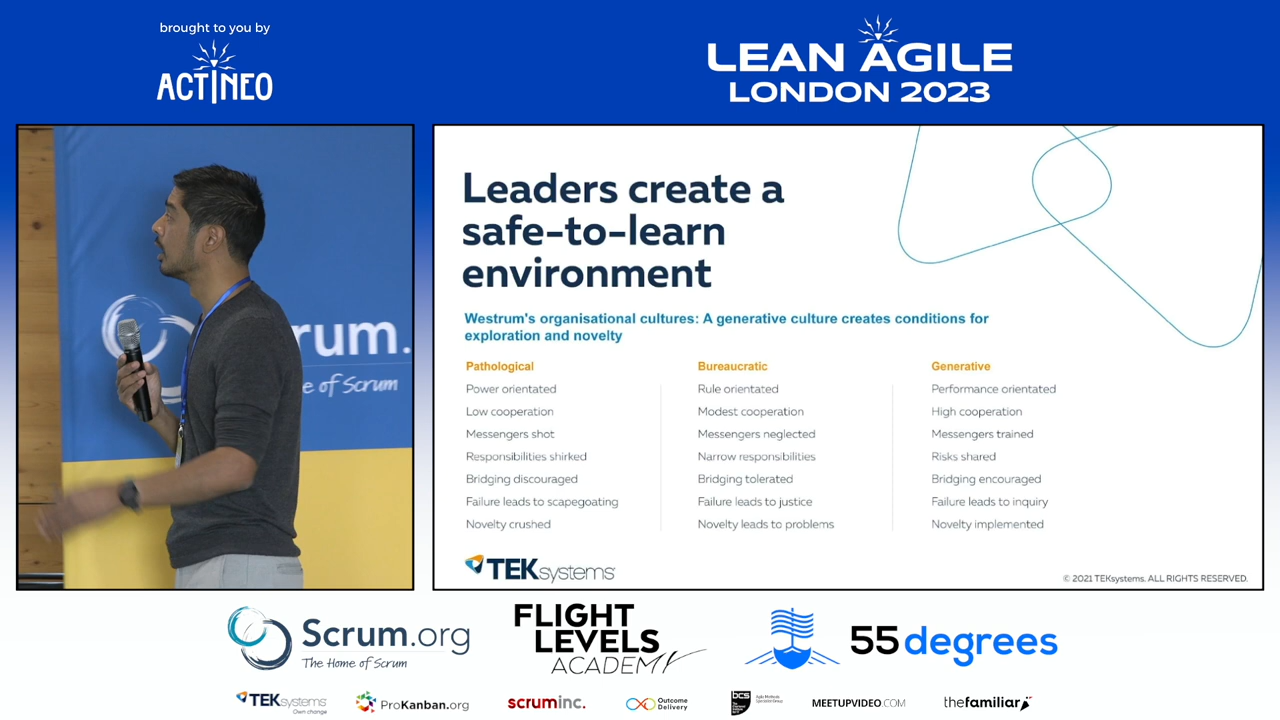 brought to you by
ACTINEO
LEAN AGILE
LONDON 2023
rum.
e of Scrum
Leaders create a
safe-to-learn
environment
Westrum's organisational cultures: A generative culture creates conditions for
exploration and novelty
Pathological
Power orientated
Low cooperation
Messengers shot
Responsibilities shirked
Bridging discouraged
Failure leads to scapegoating
Novelty crushed
Bureaucratic
Rule orientated
Modest cooperation
Messengers neglected
Narrow responsibilities
Bridging tolerated
Failure leads to justice
Novelty leads to problems
Generative
Performance orientated
High cooperation
Messengers trained
Risks shared
Bridging encouraged
Failure leads to inquiry
Novelty implemented
TEKsystems
© 2021 TEKsystems. ALL RIGHTS RESERVED.
Scrum.org
The Home of Scrum
FLIGHT
LEVELS
ACADEMY
55 degrees
TEKsystems
Own change
ProKanban.org
scruminc.
Outcome
Delivery
bcs
MEETUPVIDEO.COM
thefamiliar